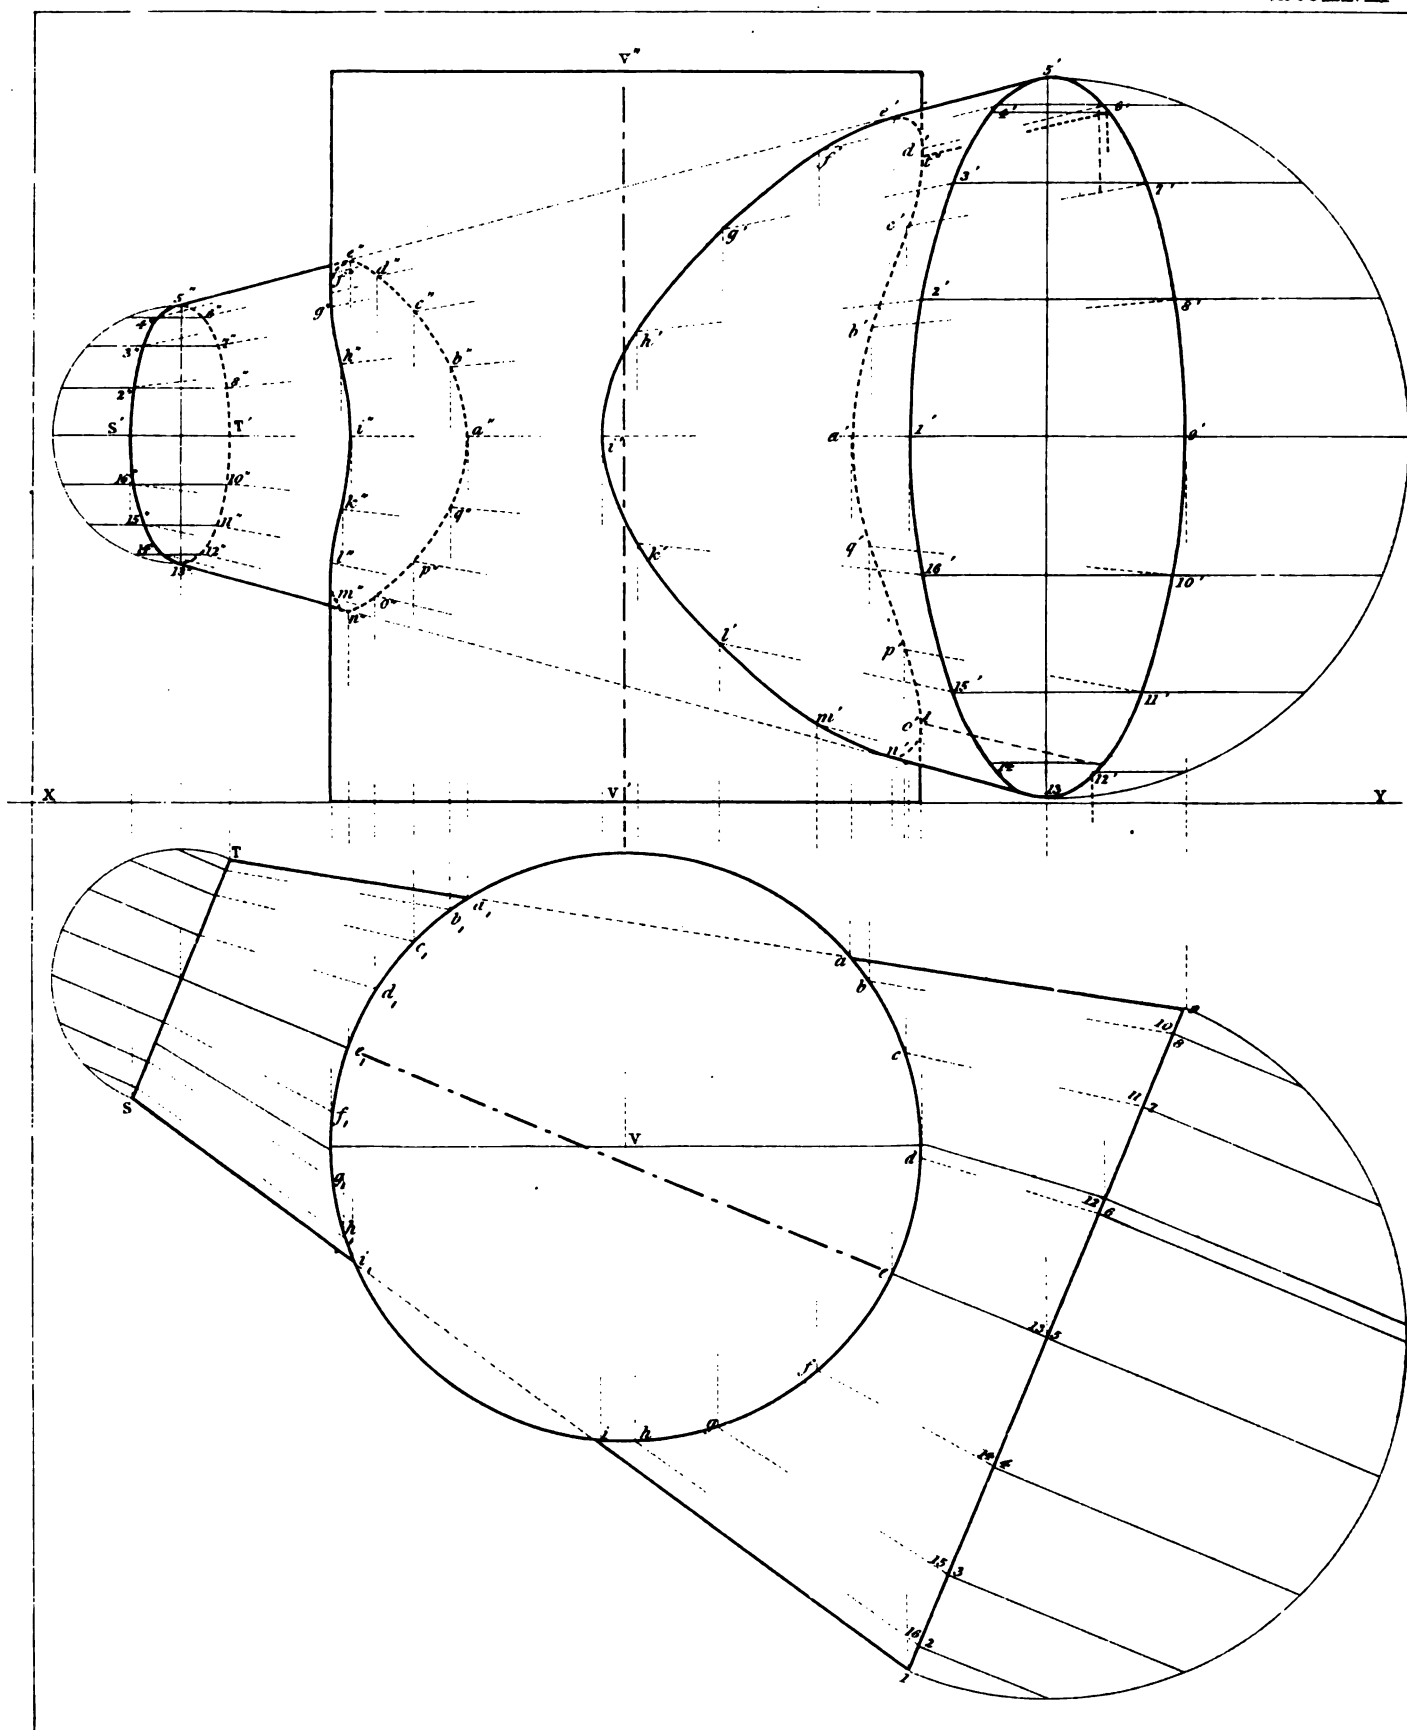 V"
5'
e'
4'
6'
d'
t'
f'
3'
7'
c'
g'
e"
d"
f"
5"
g"
c"
2'
8'
4"
6"
b'
h'
3"
7"
h"
b"
2"
8"
S'
T'
i"
a"
i'
a'
1'
9'
16"
10"
k"
q"
15"
11"
k'
q'
14"
12"
l"
p"
16'
10'
13"
m"
o"
n"
l'
p'
15'
11'
m'
o'
n'
14'
12'
13'
X
V'
Y
T
a,
b,
c,
a
b
9
d,
10
8
e,
c
11
7
S
f,
V
d
g,
12
6
h,
i,
e
13
5
f
i
h
g
14
4
15
3
16
2
1